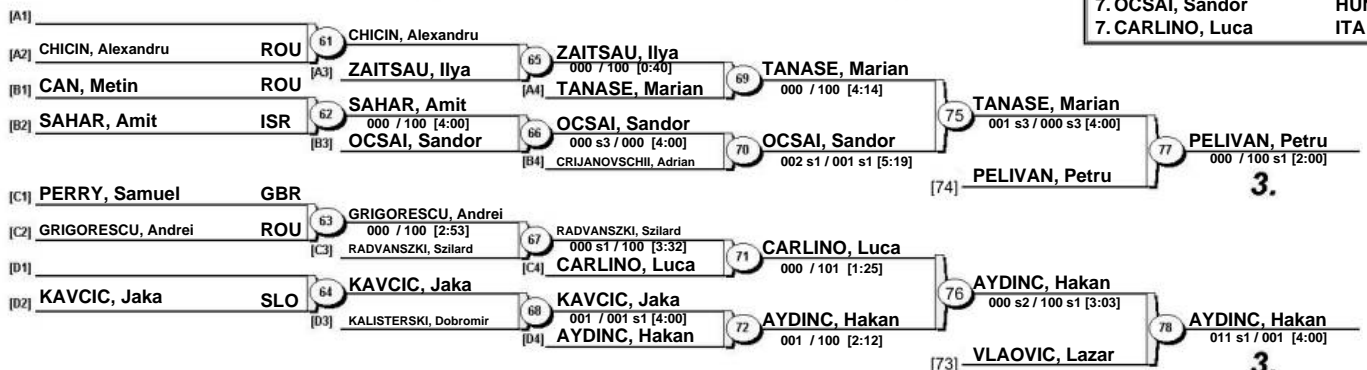 7. OCSAI, Sandor HUN
7. CARLINO, Luca ITA
[A1]
[A2] CHICIN, Alexandru ROU
61
CHICIN, Alexandru
[A3] ZAITSAU, Ilya
65
ZAITSAU, Ilya
000 / 100 [0:40]
[A4] TANASE, Marian
69
TANASE, Marian
000 / 100 [4:14]
[B1] CAN, Metin ROU
[B2] SAHAR, Amit ISR
62
SAHAR, Amit
000 / 100 [4:00]
[B3] OCSAI, Sandor
66
OCSAI, Sandor
000 s3 / 000 [4:00]
[B4] CRIJANOVSCHII, Adrian
70
OCSAI, Sandor
002 s1 / 001 s1 [5:19]
75
TANASE, Marian
001 s3 / 000 s3 [4:00]
[74] PELIVAN, Petru
77
PELIVAN, Petru
000 / 100 s1 [2:00]
3.
[C1] PERRY, Samuel GBR
[C2] GRIGORESCU, Andrei ROU
63
GRIGORESCU, Andrei
000 / 100 [2:53]
[C3] RADVANSZKI, Szilard
67
RADVANSZKI, Szilard
000 s1 / 100 [3:32]
[C4] CARLINO, Luca
71
CARLINO, Luca
000 / 101 [1:25]
[D1]
[D2] KAVCIC, Jaka SLO
64
KAVCIC, Jaka
[D3] KALISTERSKI, Dobromir
68
KAVCIC, Jaka
001 / 001 s1 [4:00]
[D4] AYDINC, Hakan
72
AYDINC, Hakan
001 / 100 [2:12]
76
AYDINC, Hakan
000 s2 / 100 s1 [3:03]
[73] VLAOVIC, Lazar
78
AYDINC, Hakan
011 s1 / 001 [4:00]
3.